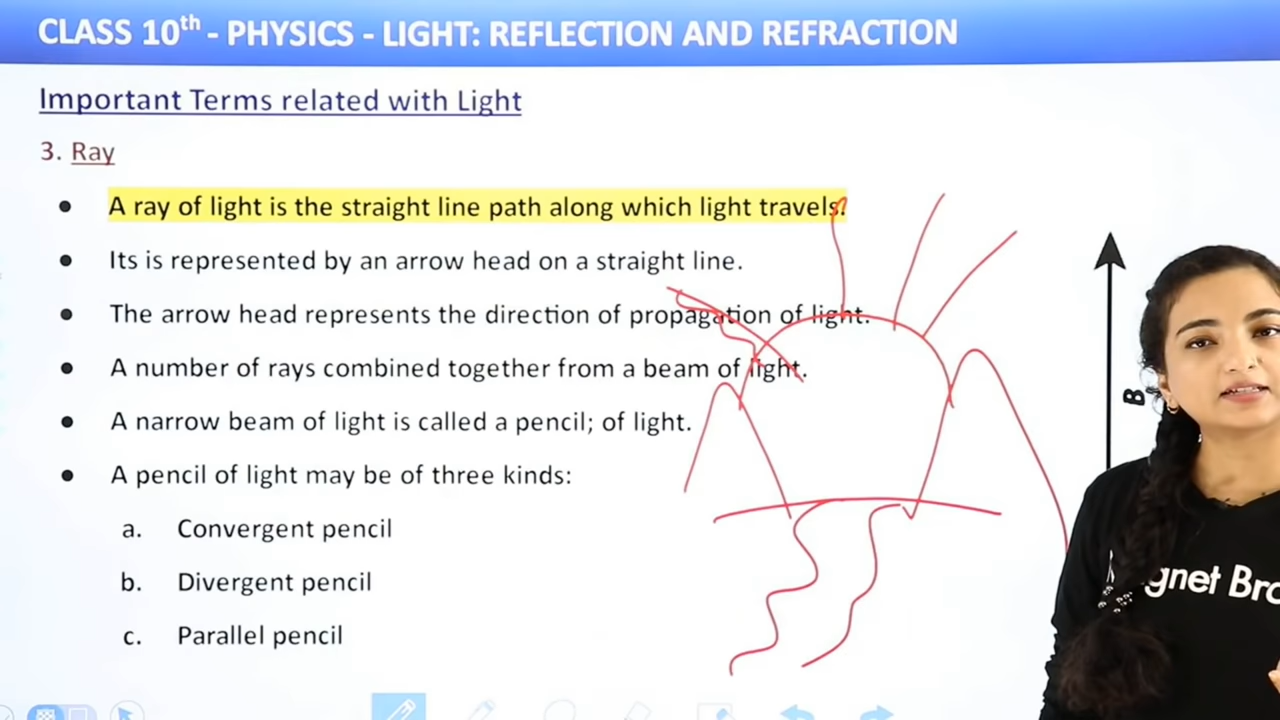 CLASS 10th - PHYSICS - LIGHT: REFLECTION AND REFRACTION
Important Terms related with Light
3. Ray
• A ray of light is the straight line path along which light travels.
• Its is represented by an arrow head on a straight line.
• The arrow head represents the direction of propagation of light.
• A number of rays combined together from a beam of light.
• A narrow beam of light is called a pencil; of light.
• A pencil of light may be of three kinds:
a. Convergent pencil
b. Divergent pencil
c. Parallel pencil
B
gnet Bro